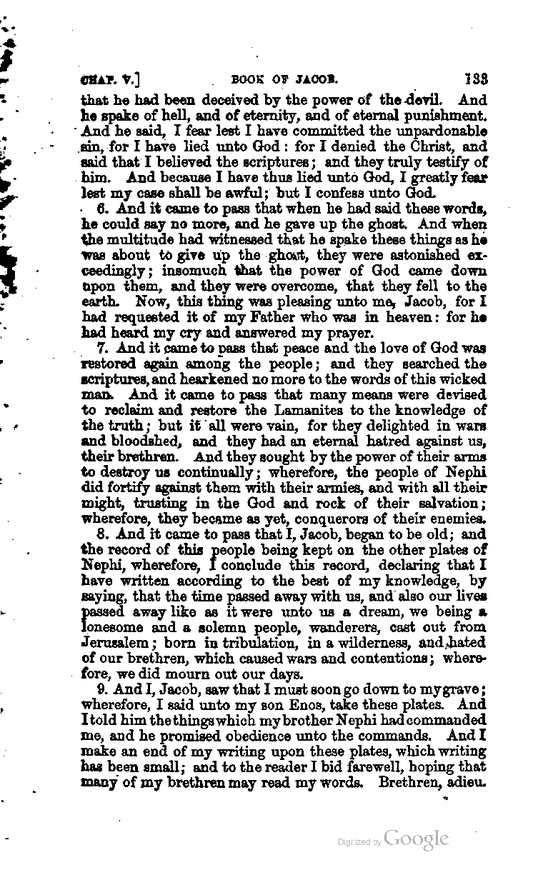 CHAP. V.] BOOK OF JACOB. 133
that he had been deceived by the power of the devil. And
he spake of hell, and of eternity, and of eternal punishment.
And he said, I fear lest I have committed the unpardonable
sin, for I have lied unto God: for I denied the Christ, and
said that I believed the scriptures; and they truly testify of
him. And because I have thus lied unto God, I greatly fear
lest my case shall be awful; but I confess unto God.
6. And it came to pass that when he had said these words,
he could say no more, and he gave up the ghost. And when
the multitude had witnessed that he spake these things as he
was about to give up the ghost, they were astonished ex-
ceedingly; insomuch that the power of God came down
upon them, and they were overcome, that they fell to the
earth. Now, this thing was pleasing unto me, Jacob, for I
had requested it of my Father who was in heaven: for he
had heard my cry and answered my prayer.
7. And it came to pass that peace and the love of God was
restored again among the people; and they searched the
scriptures, and hearkened no more to the words of this wicked
man. And it came to pass that many means were devised
to reclaim and restore the Lamanites to the knowledge of
the truth; but it all were vain, for they delighted in wars
and bloodshed, and they had an eternal hatred against us,
their brethren. And they sought by the power of their arms
to destroy us continually; wherefore, the people of Nephi
did fortify against them with their armies, and with all their
might, trusting in the God and rock of their salvation;
wherefore, they became as yet, conquerors of their enemies.
8. And it came to pass that I, Jacob, began to be old; and
the record of this people being kept on the other plates of
Nephi, wherefore, I conclude this record, declaring that I
have written according to the best of my knowledge, by
saying, that the time passed away with us, and also our lives
passed away like as it were unto us a dream, we being a
lonesome and a solemn people, wanderers, cast out from
Jerusalem; born in tribulation, in a wilderness, and hated
of our brethren, which caused wars and contentions; where-
fore, we did mourn out our days.
9. And I, Jacob, saw that I must soon go down to my grave;
wherefore, I said unto my son Enos, take these plates. And
I told him the things which my brother Nephi had commanded
me, and he promised obedience unto the commands. And I
make an end of my writing upon these plates, which writing
has been small; and to the reader I bid farewell, hoping that
many of my brethren may read my words. Brethren, adieu.
Digitized by Google